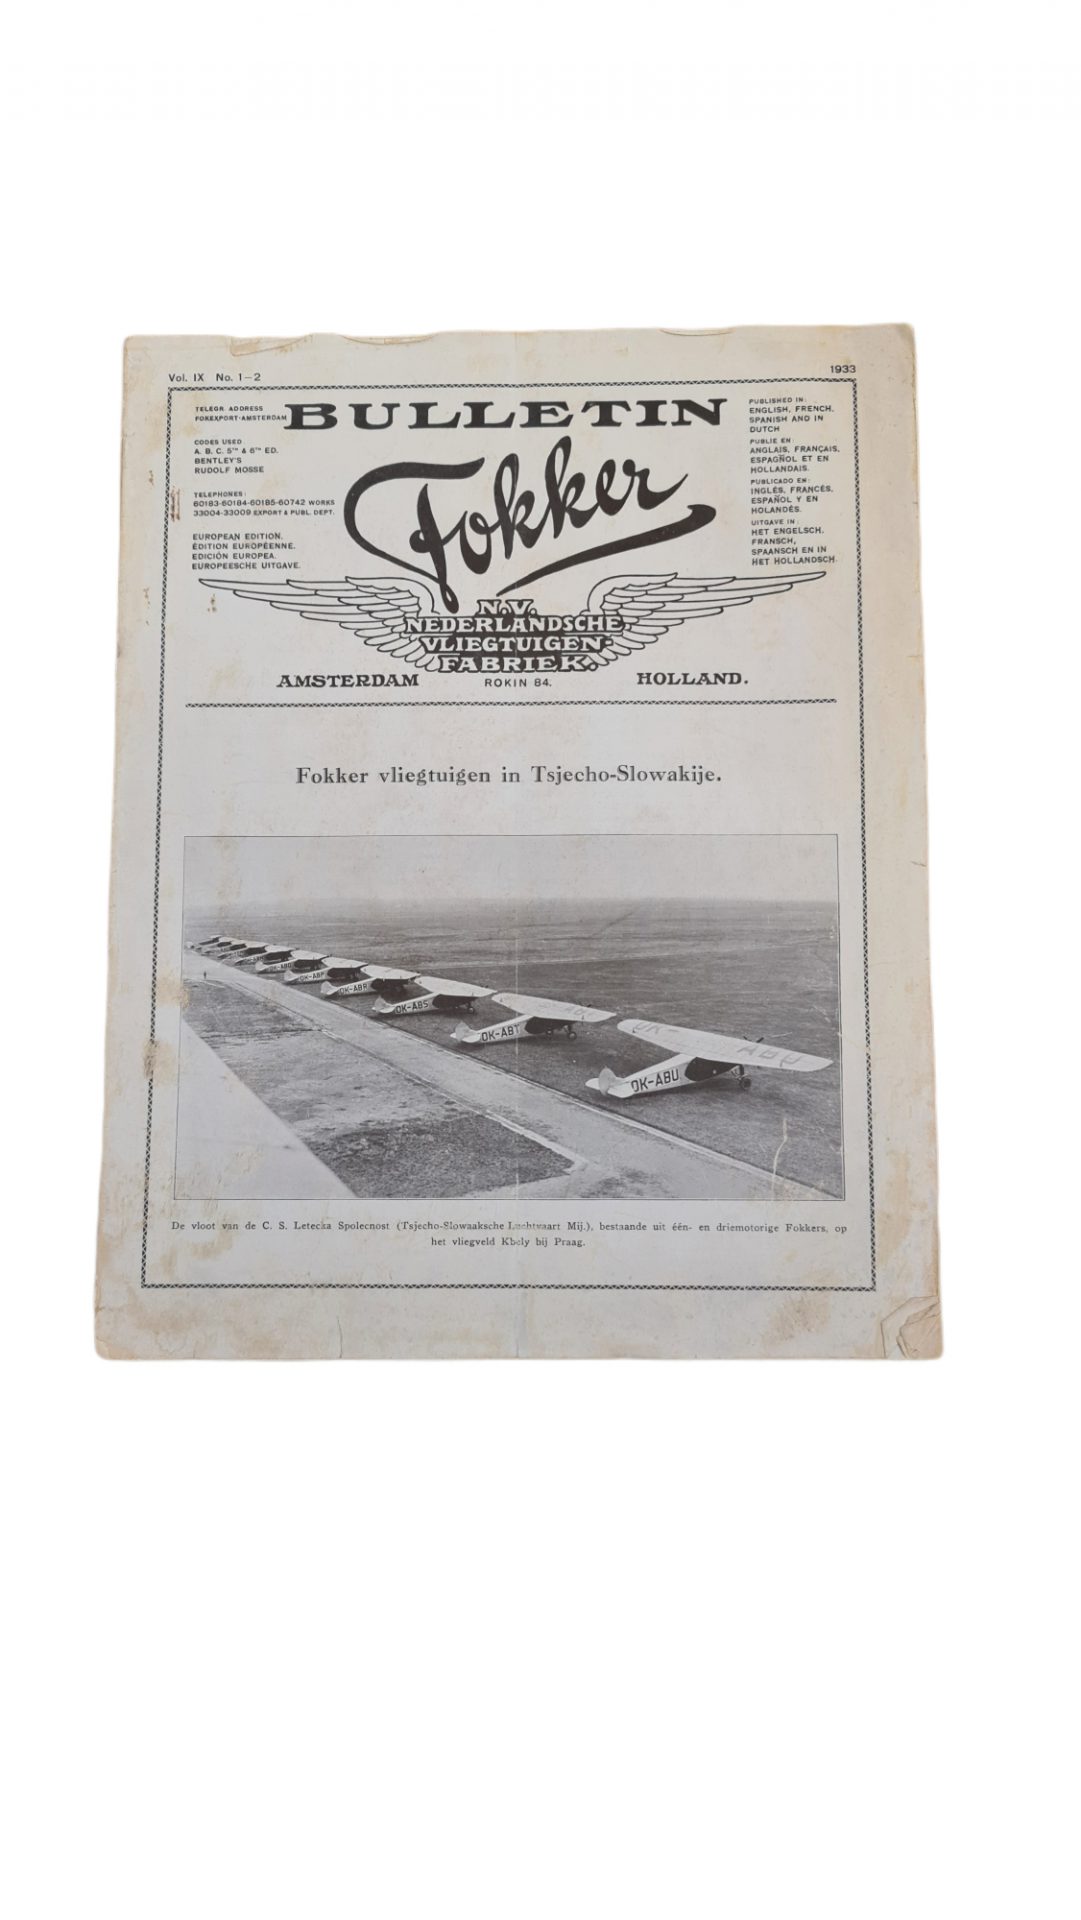 Vol. IX No. 1-2
1933
TELEGR. ADDRESS
FOKEXPORT-AMSTERDAM
CODES USED
A. B. C. 5TH & 6TH ED.
BENTLEY'S
RUDOLF MOSSE
TELEPHONES:
60183-60184-60185-60742 WORKS
33004-33009 EXPORT & PUBL. DEPT.
EUROPEAN EDITION.
ÉDITION EUROPÉENNE.
EDICIÓN EUROPEA.
EUROPEESCHE UITGAVE.
BULLETIN
Fokker
N.V.
NEDERLANDSCHE
VLIEGTUIGEN-
FABRIEK.
AMSTERDAM
ROKIN 84.
HOLLAND.
PUBLISHED IN:
ENGLISH, FRENCH,
SPANISH AND IN
DUTCH
PUBLIE EN:
ANGLAIS, FRANÇAIS,
ESPAGÑOL ET EN
HOLLANDAIS.
PUBLICADO EN:
INGLÉS, FRANCÉS,
ESPAÑOL Y EN
HOLANDÉS.
UITGAVE IN:
HET ENGELSCH,
FRANSCH,
SPAANSCH EN IN
HET HOLLANDSCH.
Fokker vliegtuigen in Tsjecho-Slowakije.
OK-ABO
OK-ABP
OK-ABR
OK-ABS
OK-ABT
OK-ABU
De vloot van de C. S. Letecka Spolecnost (Tsjecho-Slowaaksche Luchtvaart Mij.), bestaande uit één- en driemotorige Fokkers, op
het vliegveld Kbely bij Praag.